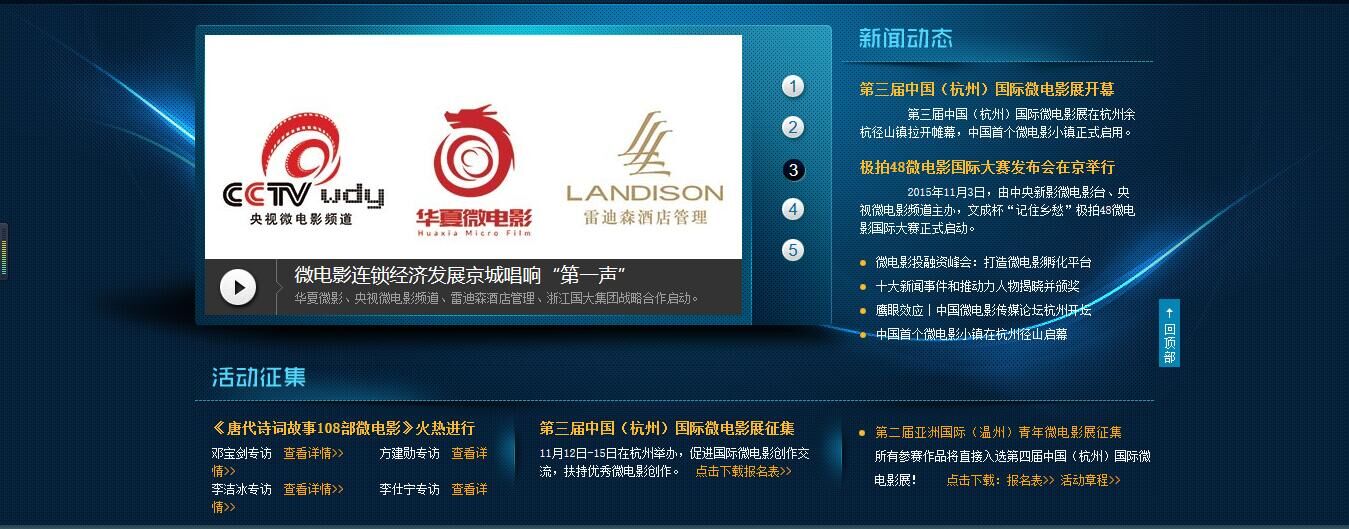 CCTV vdy
央视微电影频道
华夏微电影
Huaxia Micro Film
LANDISON
雷迪森酒店管理
微电影连锁经济发展京城唱响“第一声”
华夏微影、央视微电影频道、雷迪森酒店管理、浙江国大集团战略合作启动。
1
2
3
4
5
新闻动态
第三届中国（杭州）国际微电影展开幕
第三届中国（杭州）国际微电影展在杭州余
杭径山镇拉开帷幕，中国首个微电影小镇正式启用。
极拍48微电影国际大赛发布会在京举行
2015年11月3日，由中央新影微电影台、央
视微电影频道主办，文成杯“记住乡愁”极拍48微电
影国际大赛正式启动。
微电影投融资峰会：打造微电影孵化平台
十大新闻事件和推动力人物揭晓并颁奖
鹰眼效应丨中国微电影传媒论坛杭州开坛
中国首个微电影小镇在杭州径山启幕
回顶部
活动征集
《唐代诗词故事108部微电影》火热进行
邓宝剑专访 查看详情>> 方建勋专访 查看详
情>>
李洁冰专访 查看详情>> 李仕宁专访 查看详
情>>
第三届中国（杭州）国际微电影展征集
11月12日-15日在杭州举办，促进国际微电影创作交
流，扶持优秀微电影创作。 点击下载报名表>>
第二届亚洲国际（温州）青年微电影展征集
所有参赛作品将直接入选第四届中国（杭州）国际微
电影展！ 点击下载：报名表>> 活动章程>>